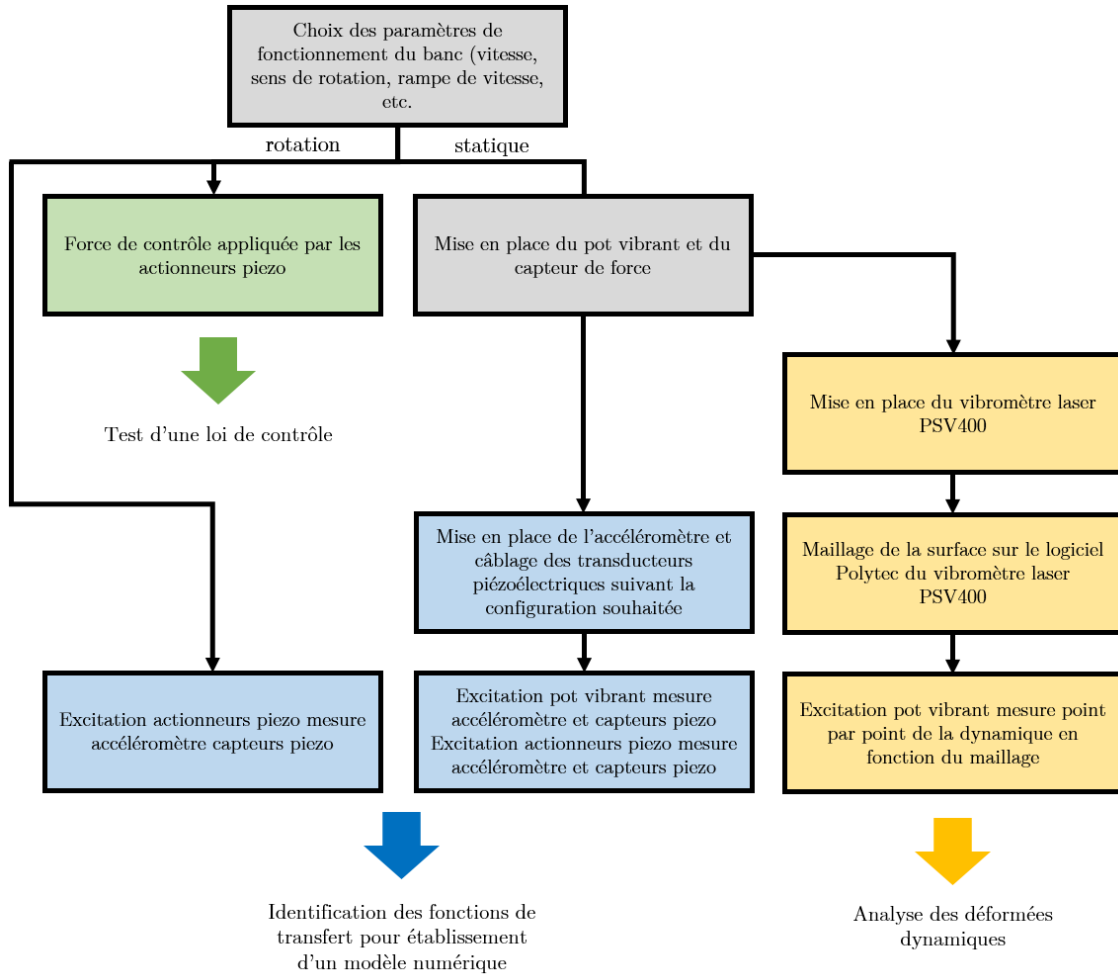 Choix des paramètres de
fonctionnement du banc (vitesse,
sens de rotation, rampe de vitesse,
etc.
rotation
statique
Force de contrôle appliquée par les
actionneurs piezo
Mise en place du pot vibrant et du
capteur de force
Test d'une loi de contrôle
Mise en place du vibromètre laser
PSV400
Mise en place de l'accéléromètre et
câblage des transducteurs
piézoélectriques suivant la
configuration souhaitée
Maillage de la surface sur le logiciel
Polytec du vibromètre laser
PSV400
Excitation actionneurs piezo mesure
accéléromètre capteurs piezo
Excitation pot vibrant mesure
accéléromètre et capteurs piezo
Excitation actionneurs piezo mesure
accéléromètre et capteurs piezo
Excitation pot vibrant mesure point
par point de la dynamique en
fonction du maillage
Identification des fonctions de
transfert pour établissement
d'un modèle numérique
Analyse des déformées
dynamiques